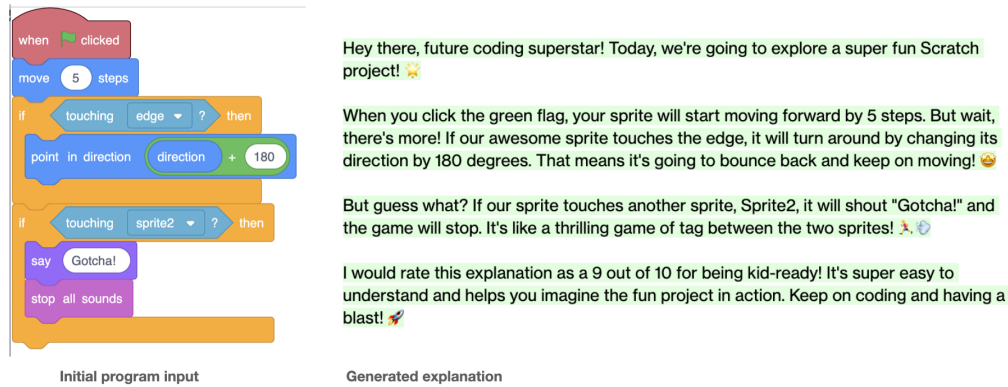 when clicked
move 5 steps
if touching edge ? then
point in direction direction + 180
if touching sprite2 ? then
say Gotcha!
stop all sounds
Initial program input
Hey there, future coding superstar! Today, we're going to explore a super fun Scratch
project! 🌟
When you click the green flag, your sprite will start moving forward by 5 steps. But wait,
there's more! If our awesome sprite touches the edge, it will turn around by changing its
direction by 180 degrees. That means it's going to bounce back and keep on moving! 🤩
But guess what? If our sprite touches another sprite, Sprite2, it will shout "Gotcha!" and
the game will stop. It's like a thrilling game of tag between the two sprites! 🏃‍♀️💨
I would rate this explanation as a 9 out of 10 for being kid-ready! It's super easy to
understand and helps you imagine the fun project in action. Keep on coding and having a
blast! 🚀
Generated explanation